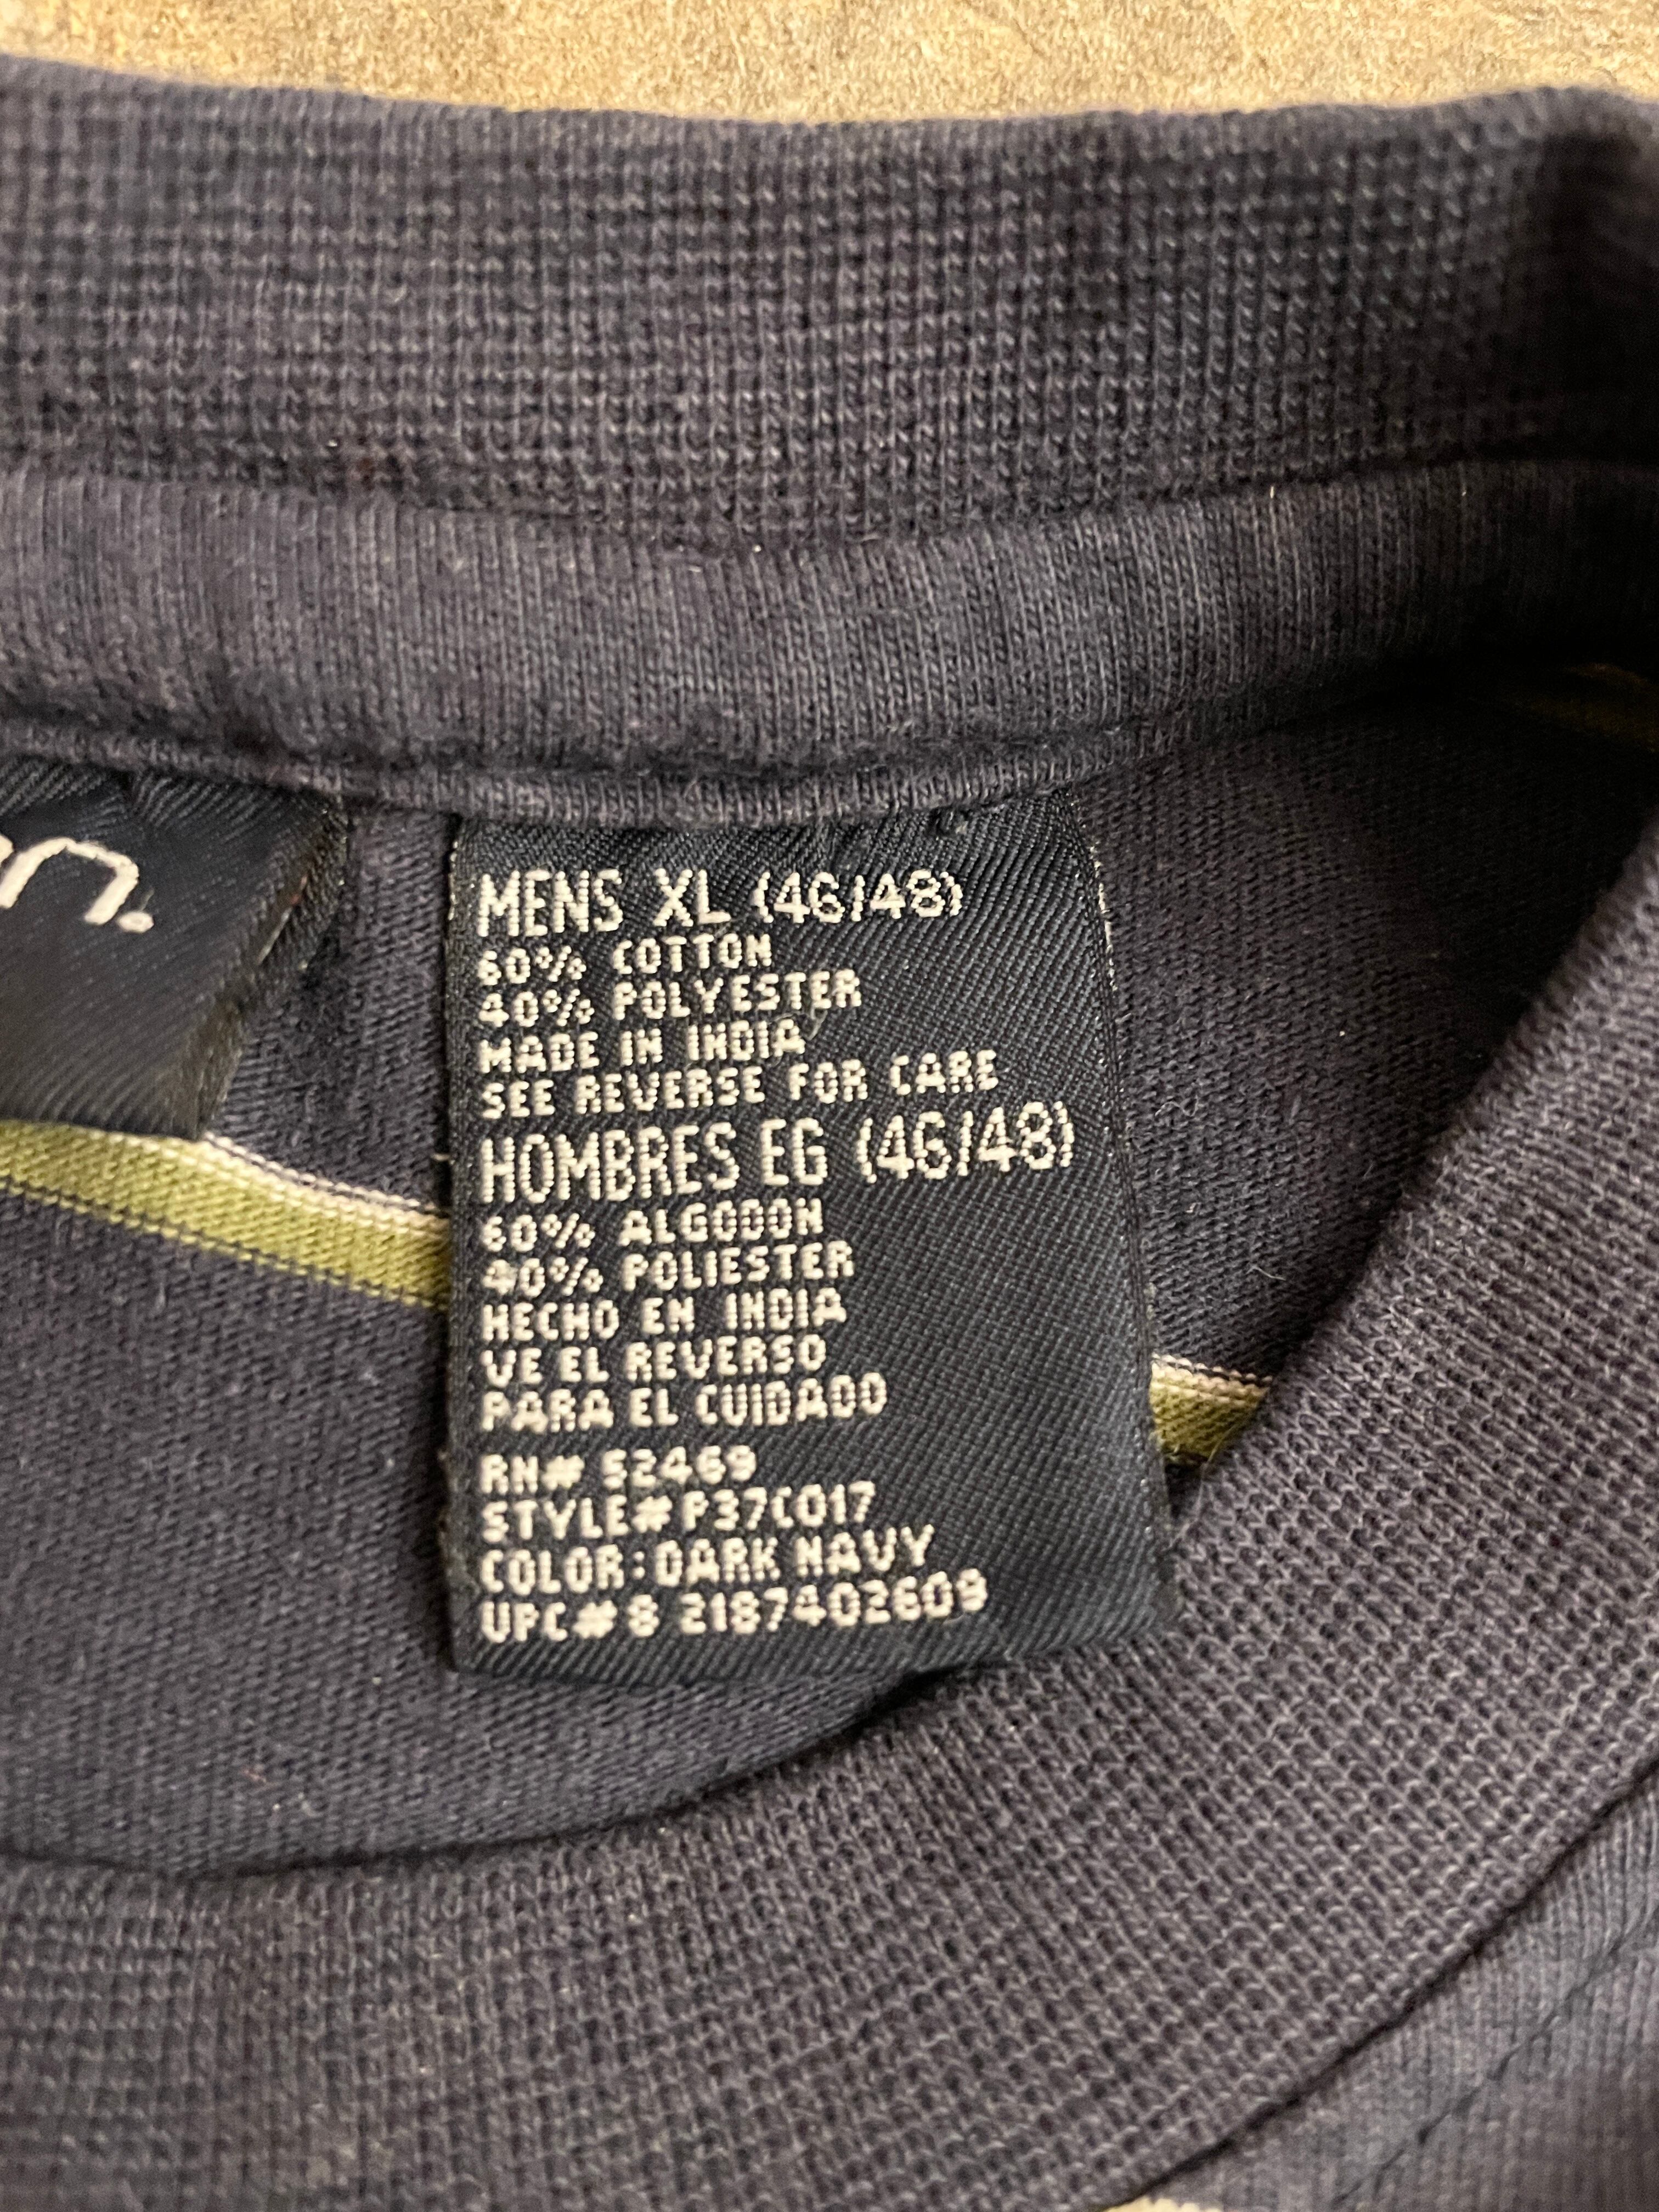 MENS XL (46/48)
60% COTTON
40% POLYESTER
MADE IN INDIA
SEE REVERSE FOR CARE
HOMBRES EG (46/48)
60% ALGODON
40% POLIESTER
HECHO EN INDIA
VE EL REVERSO
PARA EL CUIDADO
RN# 52469
STYLE# P37C017
COLOR: DARK NAVY
UPC# 8 2187402609